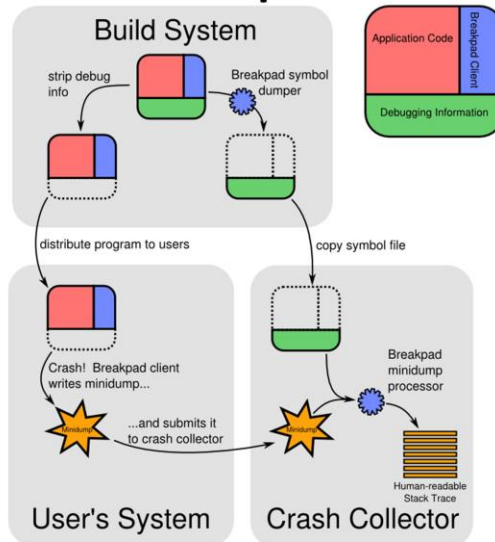 Build System
strip debug
info
Breakpad symbol
dumper
Application Code
Breakpad Client
Debugging Information
distribute program to users
copy symbol file
Crash! Breakpad client
writes minidump...
Minidump
...and submits it
to crash collector
Minidump
Breakpad
minidump
processor
Human-readable
Stack Trace
User's System
Crash Collector